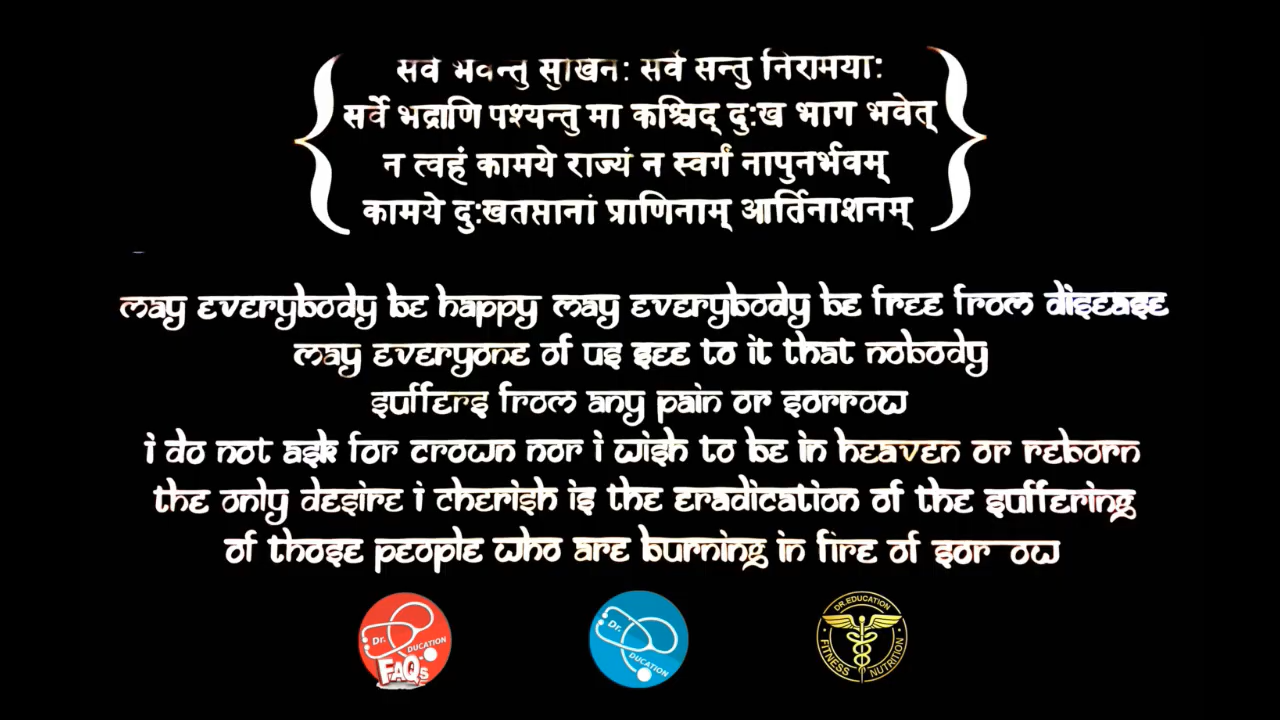 सर्वे भवन्तु सुखिन: सर्वे सन्तु निरामया:
सर्वे भद्राणि पश्यन्तु मा कश्चिद् दु:ख भाग भवेत्
न त्वहं कामये राज्यं न स्वर्गं नापुनर्भवम्
कामये दु:खतप्तानां प्राणिनाम् आर्तिनाशनम्
may everybody be happy may everybody be free from disease
may everyone of us see to it that nobody
suffers from any pain or sorrow
i do not ask for crown nor i wish to be in heaven or reborn
the only desire i cherish is the eradication of the suffering
of those people who are burning in fire of sor ow
Dr. DUCATION
FAQs
Dr. DUCATION
DR.EDUCATION
FITNESS NUTRITION